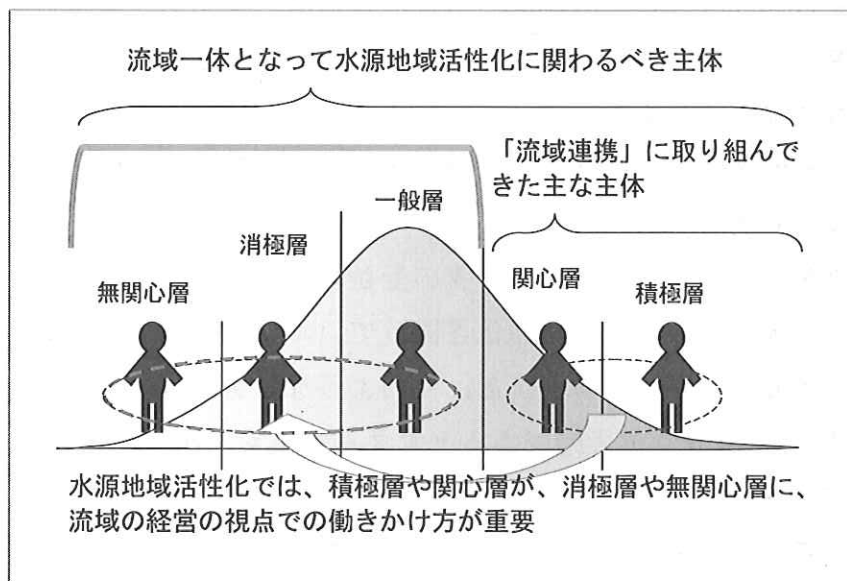 流域一体となって水源地域活性化に関わるべき主体
「流域連携」に取り組んで
きた主な主体
一般層
消極層
関心層
積極層
無関心層
水源地域活性化では、積極層や関心層が、消極層や無関心層に、
流域の経営の視点での働きかけ方が重要